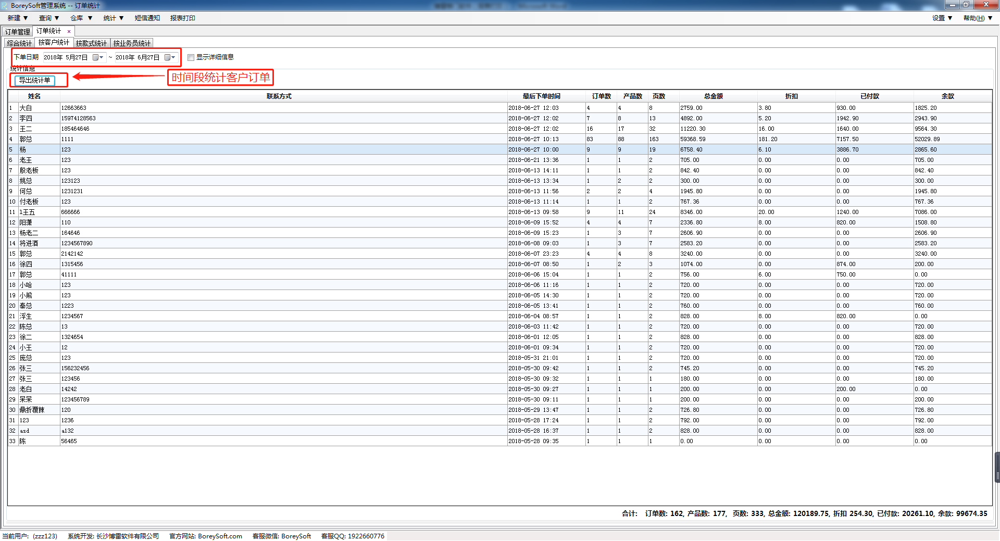 BoreySoft管理系统 -- 订单统计
新建 ▼ 查询 ▼ 仓库 ▼ 统计 ▼ 短信通知 报表打印 设置 ▼ 帮助(H) ▼
订单管理 订单统计 ×
综合统计 按客户统计 按款式统计 按业务员统计
下单日期 2018年 5月27日 ~ 2018年 6月27日 显示详细信息
统计信息
导出统计单 时间段统计客户订单
姓名 联系方式 最后下单时间 订单数 产品数 页数 总金额 折扣 已付款 余款
1 大白 12663663 2018-06-27 12:03 4 4 8 2759.00 3.80 930.00 1825.20
2 李四 15974128563 2018-06-27 12:02 7 8 13 4892.00 5.20 1942.90 2943.90
3 王二 185464646 2018-06-27 12:02 16 17 32 11220.30 16.00 1640.00 9564.30
4 郭总 1111 2018-06-27 10:13 83 88 163 59368.59 181.20 7157.50 52029.89
5 杨 123 2018-06-27 10:00 9 9 19 6758.40 6.10 3886.70 2865.60
6 老王 123 2018-06-21 13:36 1 1 2 705.00 0.00 0.00 705.00
7 殷老板 123 2018-06-13 14:11 1 1 2 842.40 0.00 0.00 842.40
8 姚总 123123 2018-06-13 13:34 1 2 2 300.00 0.00 0.00 300.00
9 何总 1231231 2018-06-13 11:56 2 2 4 1945.80 0.00 0.00 1945.80
10 付老板 123 2018-06-13 11:14 1 1 2 767.36 0.00 0.00 767.36
11 1王五 666666 2018-06-13 09:58 9 11 24 8346.00 20.00 1240.00 7086.00
12 阳潇 110 2018-06-09 15:52 4 4 7 2336.80 8.00 820.00 1508.80
13 杨老二 164646 2018-06-09 15:23 1 3 7 2606.90 0.00 0.00 2606.90
14 将进酒 1234567890 2018-06-08 09:03 1 3 7 2583.20 0.00 0.00 2583.20
15 郭总 2142142 2018-06-07 23:23 4 4 8 3240.00 0.00 0.00 3240.00
16 徐四 1315456 2018-06-07 08:50 1 2 3 1074.00 0.00 874.00 200.00
17 郭总 41111 2018-06-06 15:04 1 1 2 756.00 6.00 750.00 0.00
18 小哈 123 2018-06-06 11:16 1 1 2 720.00 0.00 0.00 720.00
19 小熊 123 2018-06-05 14:30 1 1 2 720.00 0.00 0.00 720.00
20 秦总 1223 2018-06-05 13:41 1 1 2 760.00 0.00 0.00 760.00
21 浮生 1234567 2018-06-04 08:57 1 1 2 828.00 8.00 820.00 0.00
22 陈总 13 2018-06-03 11:42 1 1 2 720.00 0.00 0.00 720.00
23 徐二 1324654 2018-06-01 12:05 1 1 2 828.00 0.00 0.00 828.00
24 小王 12 2018-06-01 09:34 1 1 2 720.00 0.00 0.00 720.00
25 庞总 123 2018-05-31 21:01 1 1 2 720.00 0.00 0.00 720.00
26 张三 156232456 2018-05-30 09:42 1 1 2 745.20 0.00 0.00 745.20
27 张三 123456 2018-05-30 09:32 1 1 1 180.00 0.00 0.00 180.00
28 老白 14242 2018-05-30 09:27 1 1 1 200.00 0.00 200.00 0.00
29 呆呆 123456789 2018-05-30 09:11 1 1 1 200.00 0.00 0.00 200.00
30 鼎折覆餗 120 2018-05-29 13:47 1 1 2 726.80 0.00 0.00 726.80
31 123 1236 2018-05-28 17:24 1 1 2 792.00 0.00 0.00 792.00
32 asd a132 2018-05-28 16:37 1 1 2 828.00 0.00 0.00 828.00
33 陈 56465 2018-05-28 09:35 1 1 1 0.00 0.00 0.00 0.00
合计: 订单数: 162, 产品数: 177, 页数: 333, 总金额: 120189.75, 折扣 254.30, 已付款: 20261.10, 余款: 99674.35
当前用户: (zzz123) 系统开发: 长沙博雷软件有限公司 官方网站: BoreySoft.com 客服微信: BoreySoft 客服QQ: 1922660776